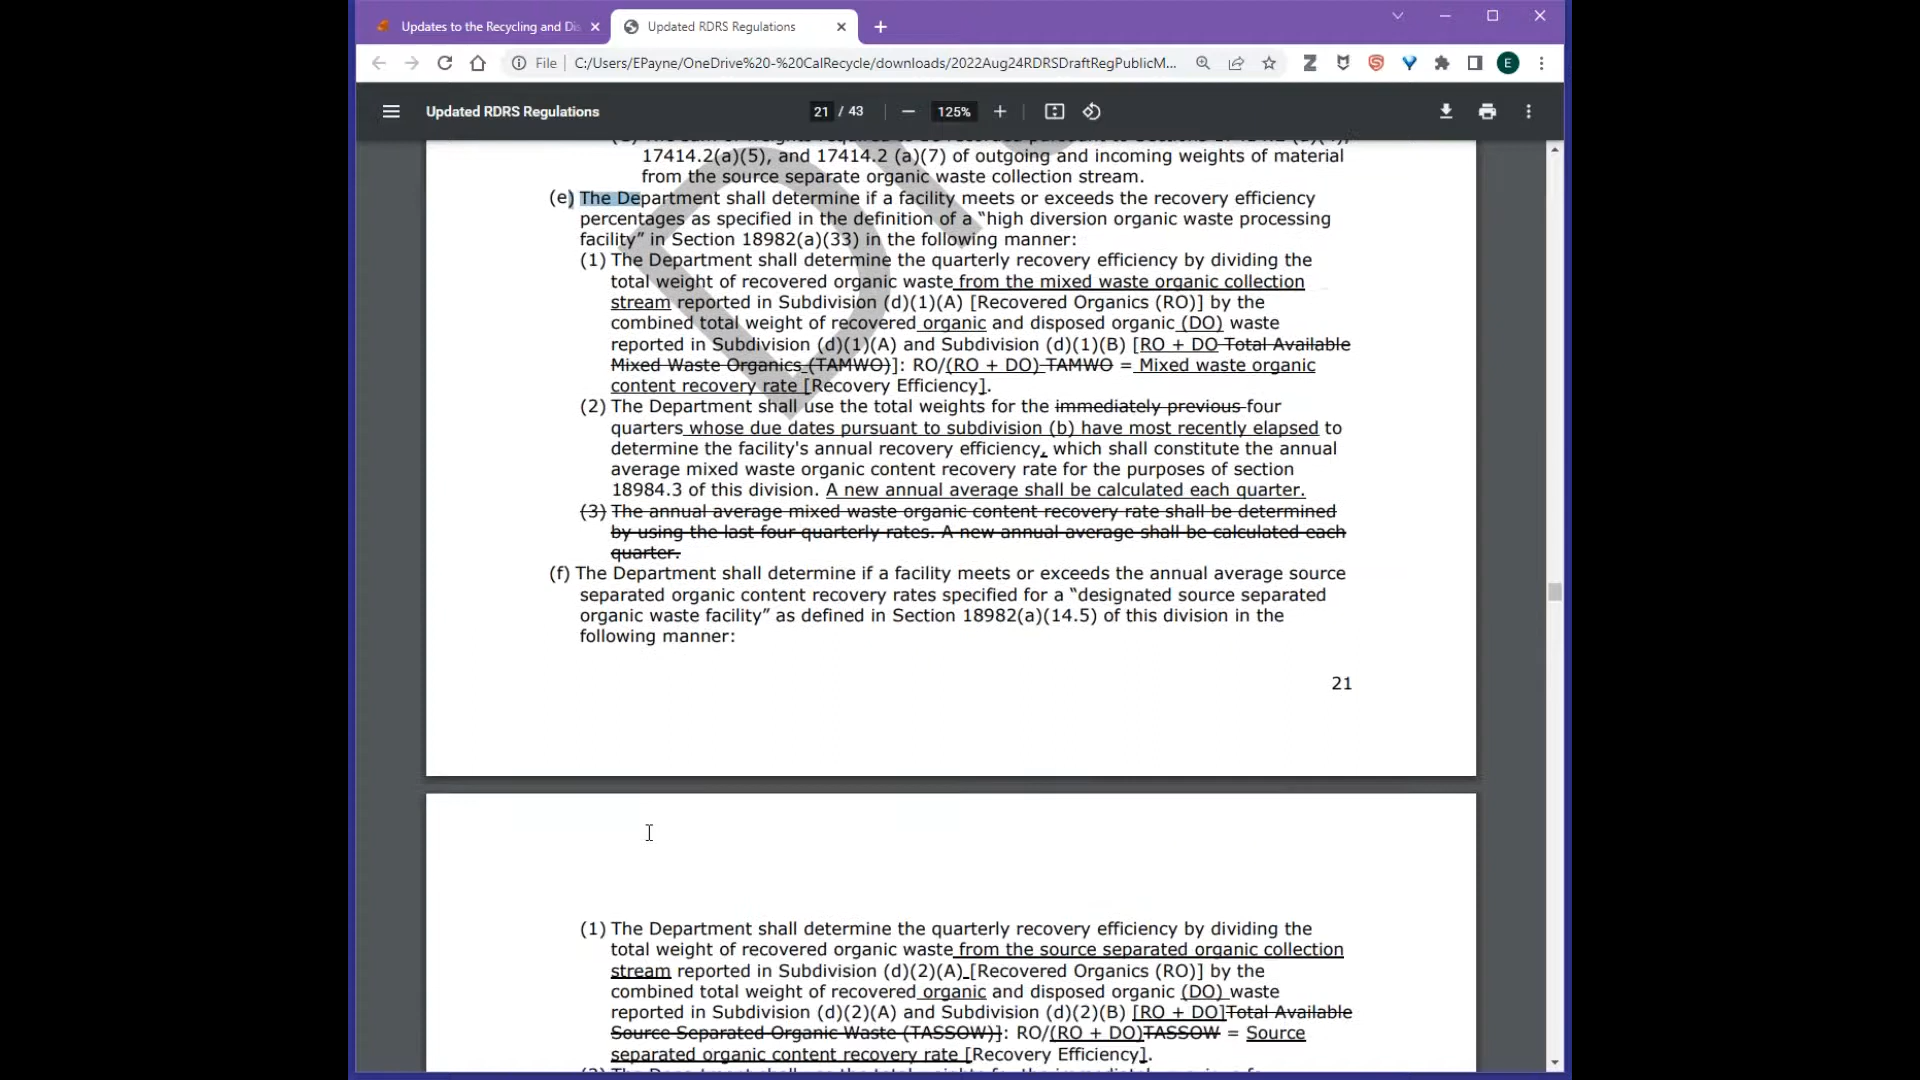 Updates to the Recycling and Dis
Updated RDRS Regulations
File
C:/Users/EPayne/OneDrive%20-%20CalRecycle/downloads/2022Aug24RDRSDraftRegPublicM...
E
Updated RDRS Regulations
21 / 43
125%
17414.2(a)(5), and 17414.2 (a)(7) of outgoing and incoming weights of material
from the source separate organic waste collection stream.
(e) The Department shall determine if a facility meets or exceeds the recovery efficiency
percentages as specified in the definition of a “high diversion organic waste processing
facility” in Section 18982(a)(33) in the following manner:
(1) The Department shall determine the quarterly recovery efficiency by dividing the
total weight of recovered organic waste from the mixed waste organic collection
stream reported in Subdivision (d)(1)(A) [Recovered Organics (RO)] by the
combined total weight of recovered organic and disposed organic (DO) waste
reported in Subdivision (d)(1)(A) and Subdivision (d)(1)(B) [RO + DO Total Available
Mixed Waste Organics (TAMWO)]: RO/(RO + DO) TAMWO = Mixed waste organic
content recovery rate [Recovery Efficiency].
(2) The Department shall use the total weights for the immediately previous four
quarters whose due dates pursuant to subdivision (b) have most recently elapsed to
determine the facility's annual recovery efficiency, which shall constitute the annual
average mixed waste organic content recovery rate for the purposes of section
18984.3 of this division. A new annual average shall be calculated each quarter.
(3) The annual average mixed waste organic content recovery rate shall be determined
by using the last four quarterly rates. A new annual average shall be calculated each
quarter.
(f) The Department shall determine if a facility meets or exceeds the annual average source
separated organic content recovery rates specified for a “designated source separated
organic waste facility” as defined in Section 18982(a)(14.5) of this division in the
following manner:
21
(1) The Department shall determine the quarterly recovery efficiency by dividing the
total weight of recovered organic waste from the source separated organic collection
stream reported in Subdivision (d)(2)(A) [Recovered Organics (RO)] by the
combined total weight of recovered organic and disposed organic (DO) waste
reported in Subdivision (d)(2)(A) and Subdivision (d)(2)(B) [RO + DO]Total Available
Source Separated Organic Waste (TASSOW)]: RO/(RO + DO)TASSOW = Source
separated organic content recovery rate [Recovery Efficiency].